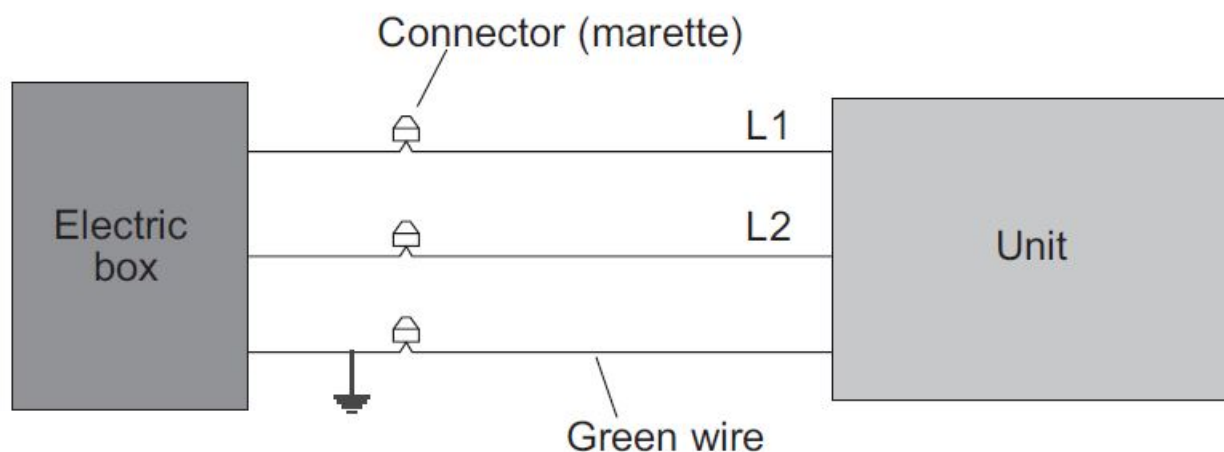 Connector (marette)
L1
Electric
box
L2
Unit
Green wire